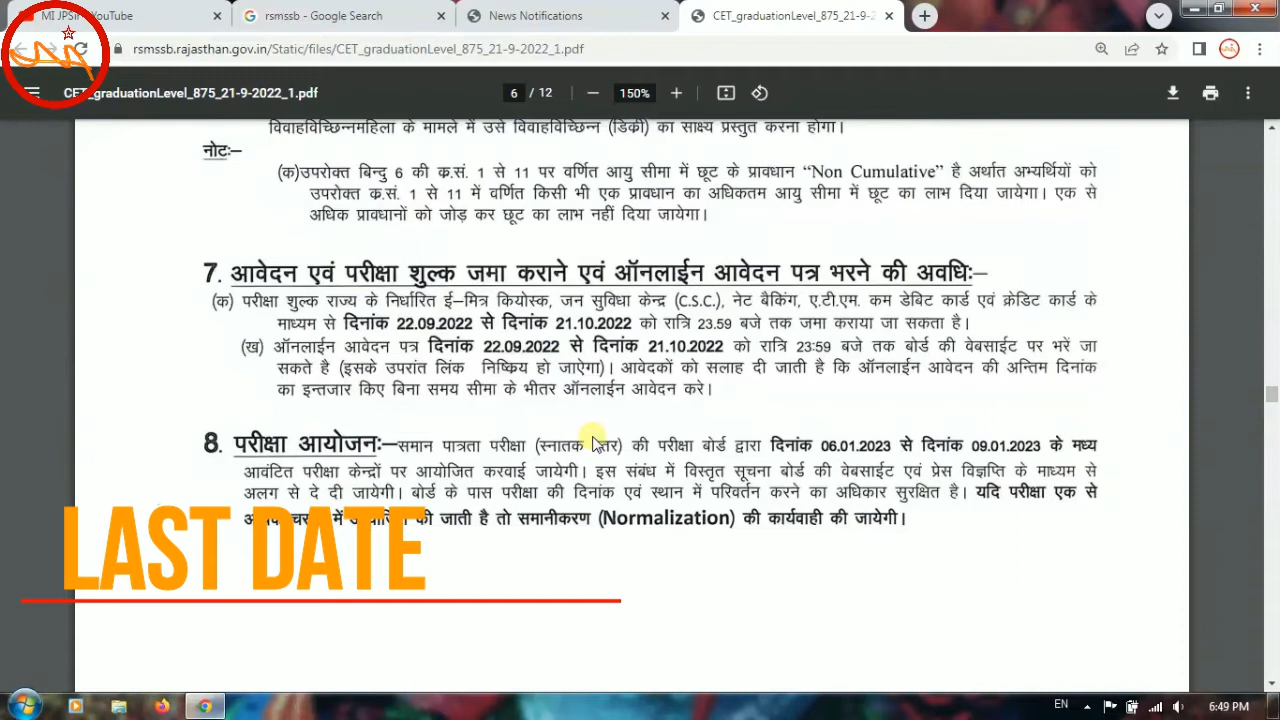 MI JPSir - YouTube
rsmssb - Google Search
News Notifications
CET_graduationLevel_875_21-9-2022
rsmssb.rajasthan.gov.in/Static/files/CET_graduationLevel_875_21-9-2022_1.pdf
CET_graduationLevel_875_21-9-2022_1.pdf
6 / 12
150%
विवाहविच्छिन्नमहिला के मामले में उसे विवाहविच्छिन्न (डिक्री) का साक्ष्य प्रस्तुत करना होगा।
नोटः–
(क)उपरोक्त बिन्दु 6 की क्र.सं. 1 से 11 पर वर्णित आयु सीमा में छूट के प्रावधान “Non Cumulative” है अर्थात अभ्यर्थियों को
उपरोक्त क्र.सं. 1 से 11 में वर्णित किसी भी एक प्रावधान का अधिकतम आयु सीमा में छूट का लाभ दिया जायेगा। एक से
अधिक प्रावधानों को जोड़ कर छूट का लाभ नहीं दिया जायेगा।
7. आवेदन एवं परीक्षा शुल्क जमा कराने एवं ऑनलाईन आवेदन पत्र भरने की अवधिः–
(क) परीक्षा शुल्क राज्य के निर्धारित ई–मित्र कियोस्क, जन सुविधा केन्द्र (C.S.C.), नेट बैकिंग, ए.टी.एम. कम डेबिट कार्ड एवं क्रेडिट कार्ड के
माध्यम से दिनांक 22.09.2022 से दिनांक 21.10.2022 को रात्रि 23.59 बजे तक जमा कराया जा सकता है।
(ख) ऑनलाईन आवेदन पत्र दिनांक 22.09.2022 से दिनांक 21.10.2022 को रात्रि 23:59 बजे तक बोर्ड की वेबसाईट पर भरें जा
सकते है (इसके उपरांत लिंक निष्क्रिय हो जाऐगा)। आवेदकों को सलाह दी जाती है कि ऑनलाईन आवेदन की अन्तिम दिनांक
का इन्तजार किए बिना समय सीमा के भीतर ऑनलाईन आवेदन करे।
8. परीक्षा आयोजनः–समान पात्रता परीक्षा (स्नातक की परीक्षा बोर्ड द्वारा दिनांक 06.01.2023 से दिनांक 09.01.2023 के मध्य
आवंटित परीक्षा केन्द्रों पर आयोजित करवाई जायेगी। इस संबंध में विस्तृत सूचना बोर्ड की वेबसाईट एवं प्रेस विज्ञप्ति के माध्यम से
अलग से दे दी जायेगी। बोर्ड के पास परीक्षा की दिनांक एवं स्थान में परिवर्तन करने का अधिकार सुरक्षित है। यदि परीक्षा एक से
में की जाती है तो समानीकरण (Normalization) की कार्यवाही की जायेगी।
LAST DATE
EN
6:49 PM